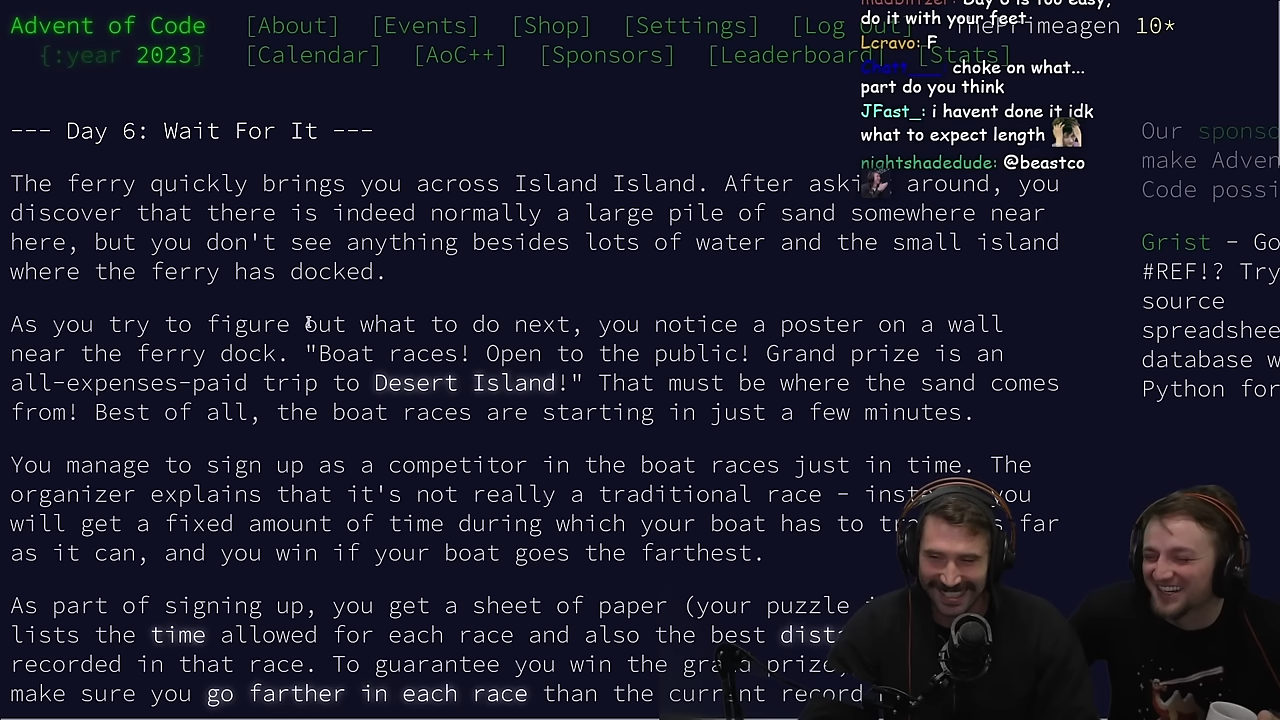 Advent of Code [About] [Events] [Shop] [Settings] [Log Out] ThePrimeagen 10*
{:year 2023} [Calendar] [AoC++] [Sponsors] [Leaderboard] [Stats]
do it with your feet
Lcravo: F
choke on what...
part do you think
JFast_: i havent done it idk
what to expect length
nightshadedude: @beastco
--- Day 6: Wait For It ---
The ferry quickly brings you across Island Island. After around, you
discover that there is indeed normally a large pile of sand somewhere near
here, but you don't see anything besides lots of water and the small island
where the ferry has docked.
As you try to figure out what to do next, you notice a poster on a wall
near the ferry dock. "Boat races! Open to the public! Grand prize is an
all-expenses-paid trip to Desert Island!" That must be where the sand comes
from! Best of all, the boat races are starting in just a few minutes.
You manage to sign up as a competitor in the boat races just in time. The
organizer explains that it's not really a traditional race - you
will get a fixed amount of time during which your boat has to far
as it can, and you win if your boat goes the farthest.
As part of signing up, you get a sheet of paper (your puzzle
lists the time allowed for each race and also the best
recorded in that race. To guarantee you win the grand prize,
make sure you go farther in each race than the current record
Our
make
Code
Grist -
#REF!? Try
source
database
Python for